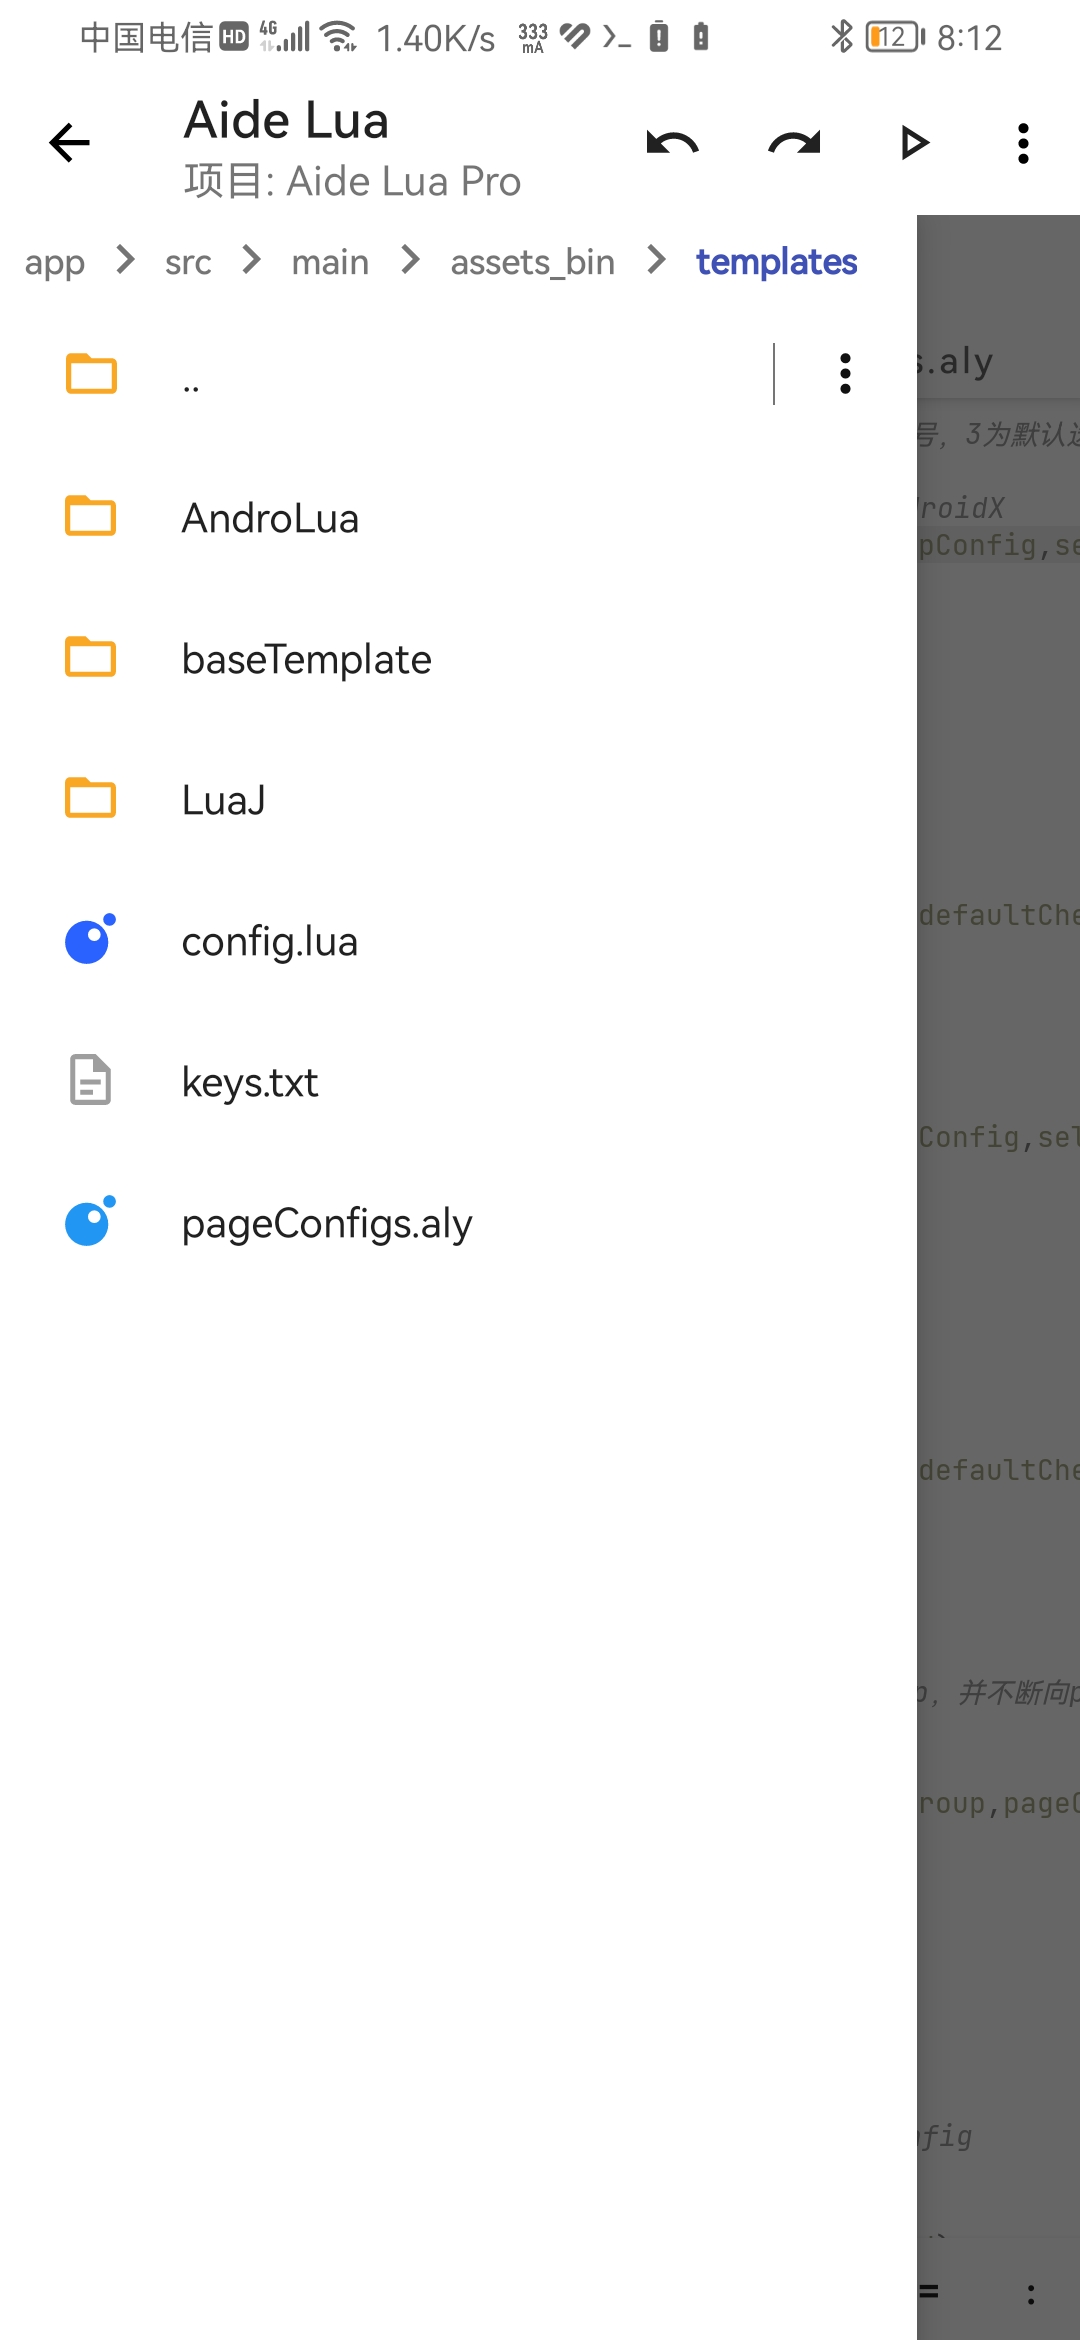 中国电信 HD 4G 1.40K/s 333 mA 12 8:12
Aide Lua
项目: Aide Lua Pro
app src main assets_bin templates
..
s.aly
号, 3为默认
AndroLua
roidX
pConfig,se
baseTemplate
LuaJ
defaultChe
config.lua
keys.txt
Config,sel
pageConfigs.aly
defaultChe
, 并不断向p
roup,page
fig
= :